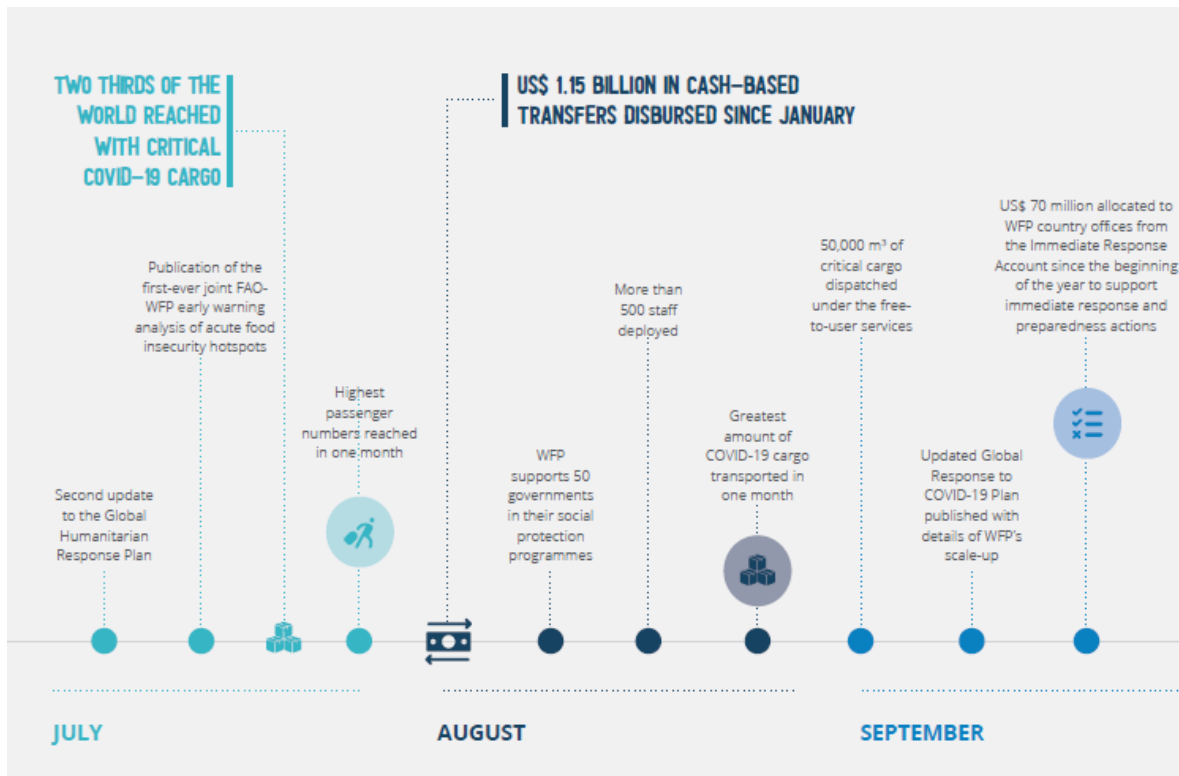 TWO THIRDS OF THE
WORLD REACHED
WITH CRITICAL
COVID–19 CARGO
US$ 1.15 BILLION IN CASH–BASED
TRANSFERS DISBURSED SINCE JANUARY
Second update
to the Global
Humanitarian
Response Plan
Publication of the
first-ever joint FAO-
WFP early warning
analysis of acute food
insecurity hotspots
Highest
passenger
numbers reached
in one month
WFP
supports 50
governments
in their social
protection
programmes
More than
500 staff
deployed
Greatest
amount of
COVID-19 cargo
transported in
one month
50,000 m³ of
critical cargo
dispatched
under the free-
to-user services
Updated Global
Response to
COVID-19 Plan
published with
details of WFP's
scale-up
US$ 70 million allocated to
WFP country offices from
the Immediate Response
Account since the beginning
of the year to support
immediate response and
preparedness actions
JULY
AUGUST
SEPTEMBER